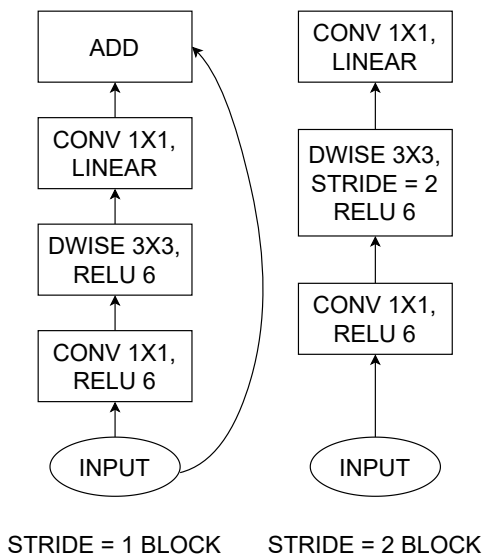 ADD
CONV 1X1,
LINEAR
DWISE 3X3,
RELU 6
CONV 1X1,
RELU 6
INPUT
STRIDE = 1 BLOCK
CONV 1X1,
LINEAR
DWISE 3X3,
STRIDE = 2
RELU 6
CONV 1X1,
RELU 6
INPUT
STRIDE = 2 BLOCK